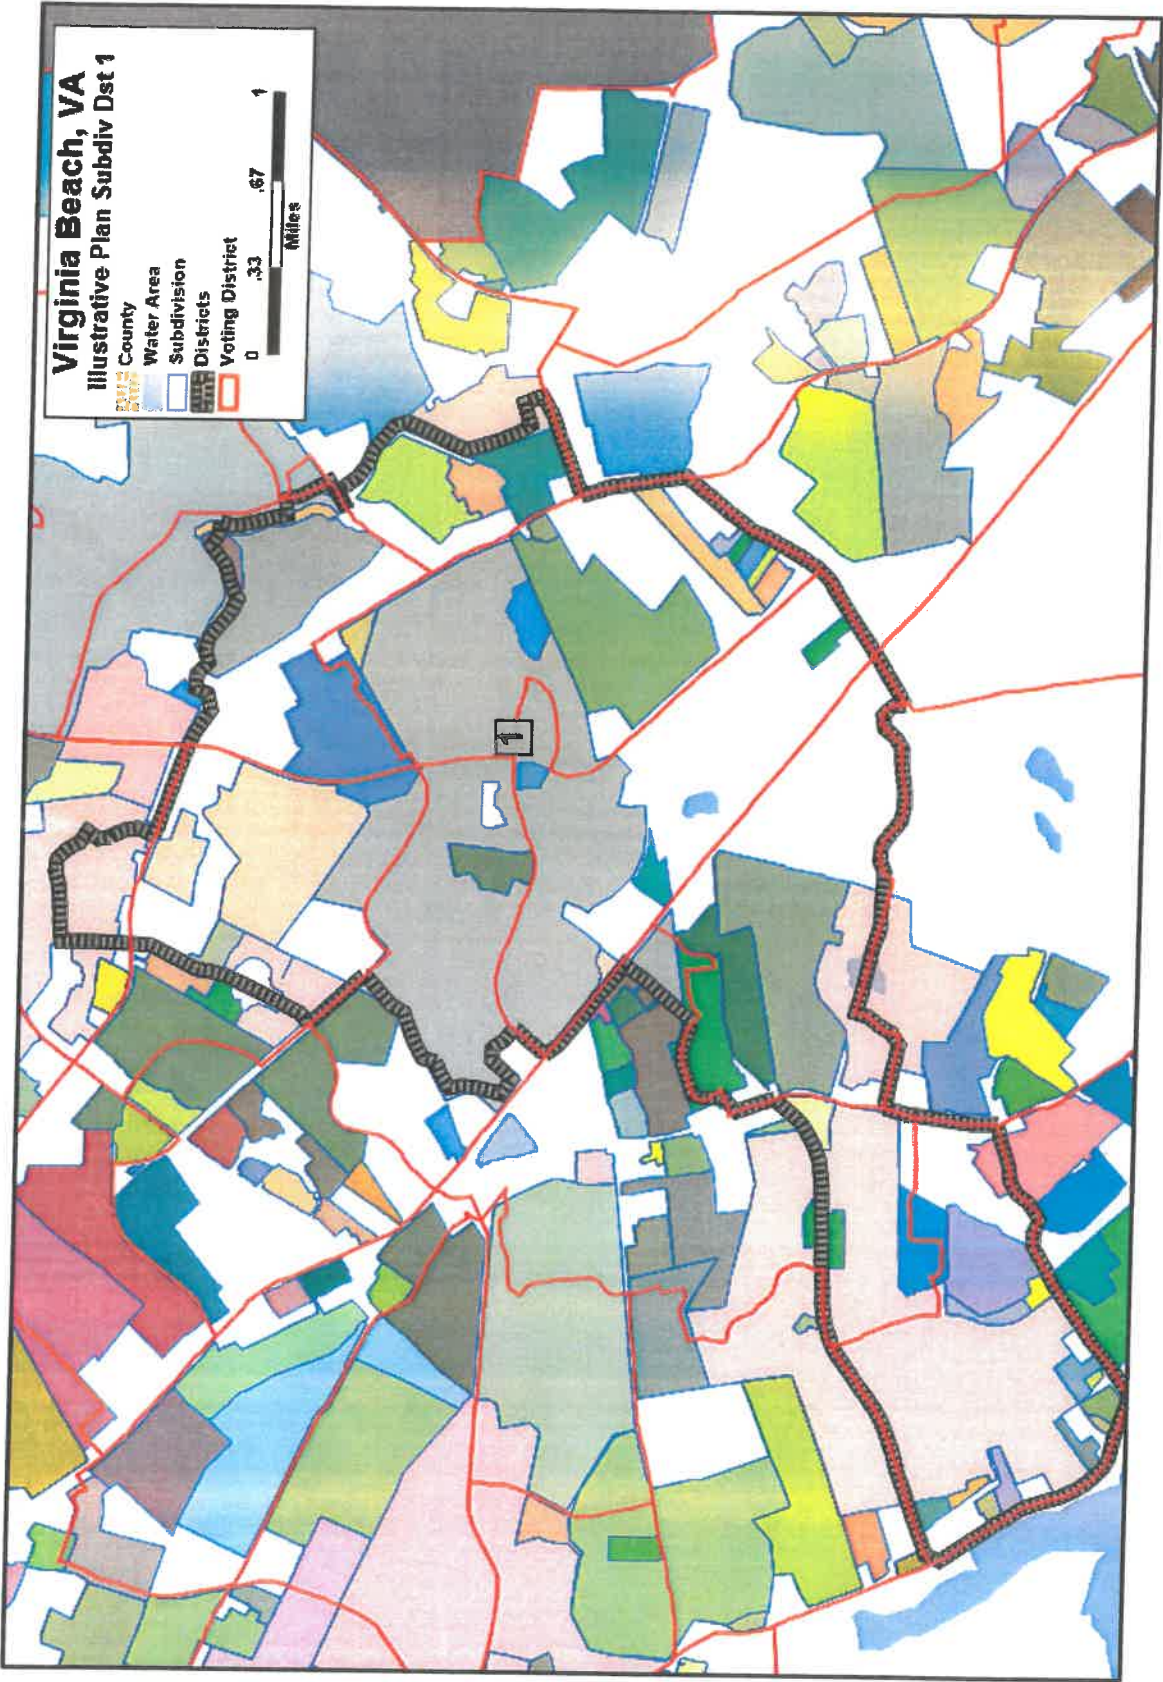 Virginia Beach, VA
Illustrative Plan Subdiv Dst 1
County
Water Area
Subdivision
Districts
Voting District
0 .33 .67 1
Miles
1